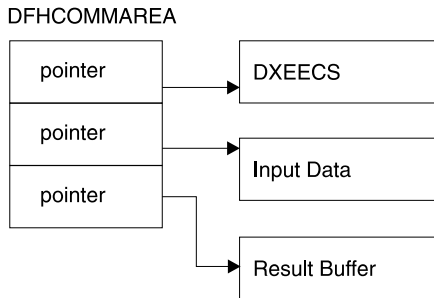 DFHCOMMAREA
pointer
DXEECS
pointer
Input Data
pointer
Result Buffer